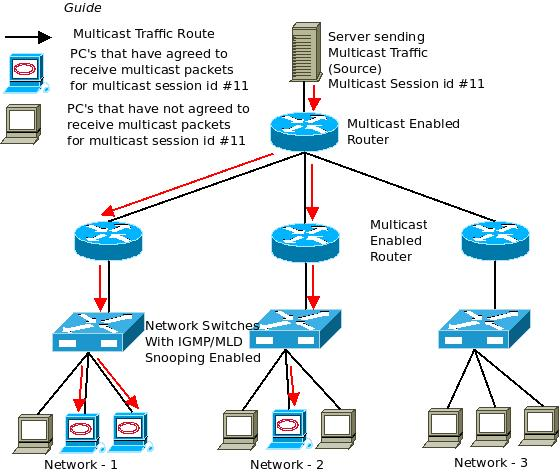 Guide
Multicast Traffic Route
PC's that have agreed to
receive multicast packets
for multicast session id #11
PC's that have not agreed to
receive multicast packets
for multicast session id #11
Server sending
Multicast Traffic
(Source)
Multicast Session id #11
Multicast Enabled
Router
Multicast
Enabled
Router
Network Switches
With IGMP/MLD
Snooping Enabled
Network - 1
Network - 2
Network - 3